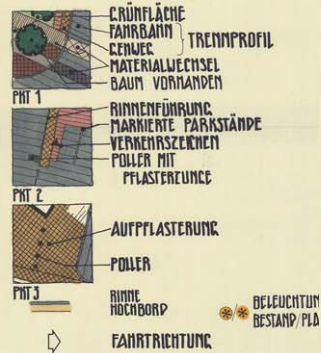 GRÜNFLÄCHE
FAHRBAHN
GEHWEG
TRENNPROFIL
MATERIALWECHSEL
BAUM VORHANDEN
PKT 1
RINNENFÜHRUNG
MARKIERTE PARKSTÄNDE
VERKEHRSZEICHEN
POLLER MIT
PFLASTERZUNGE
PKT 2
AUFPFLASTERUNG
POLLER
PKT 3
RINNE
HOCHBORD
BELEUCHTUN
BESTAND/PLA
FAHRTRICHTUNG